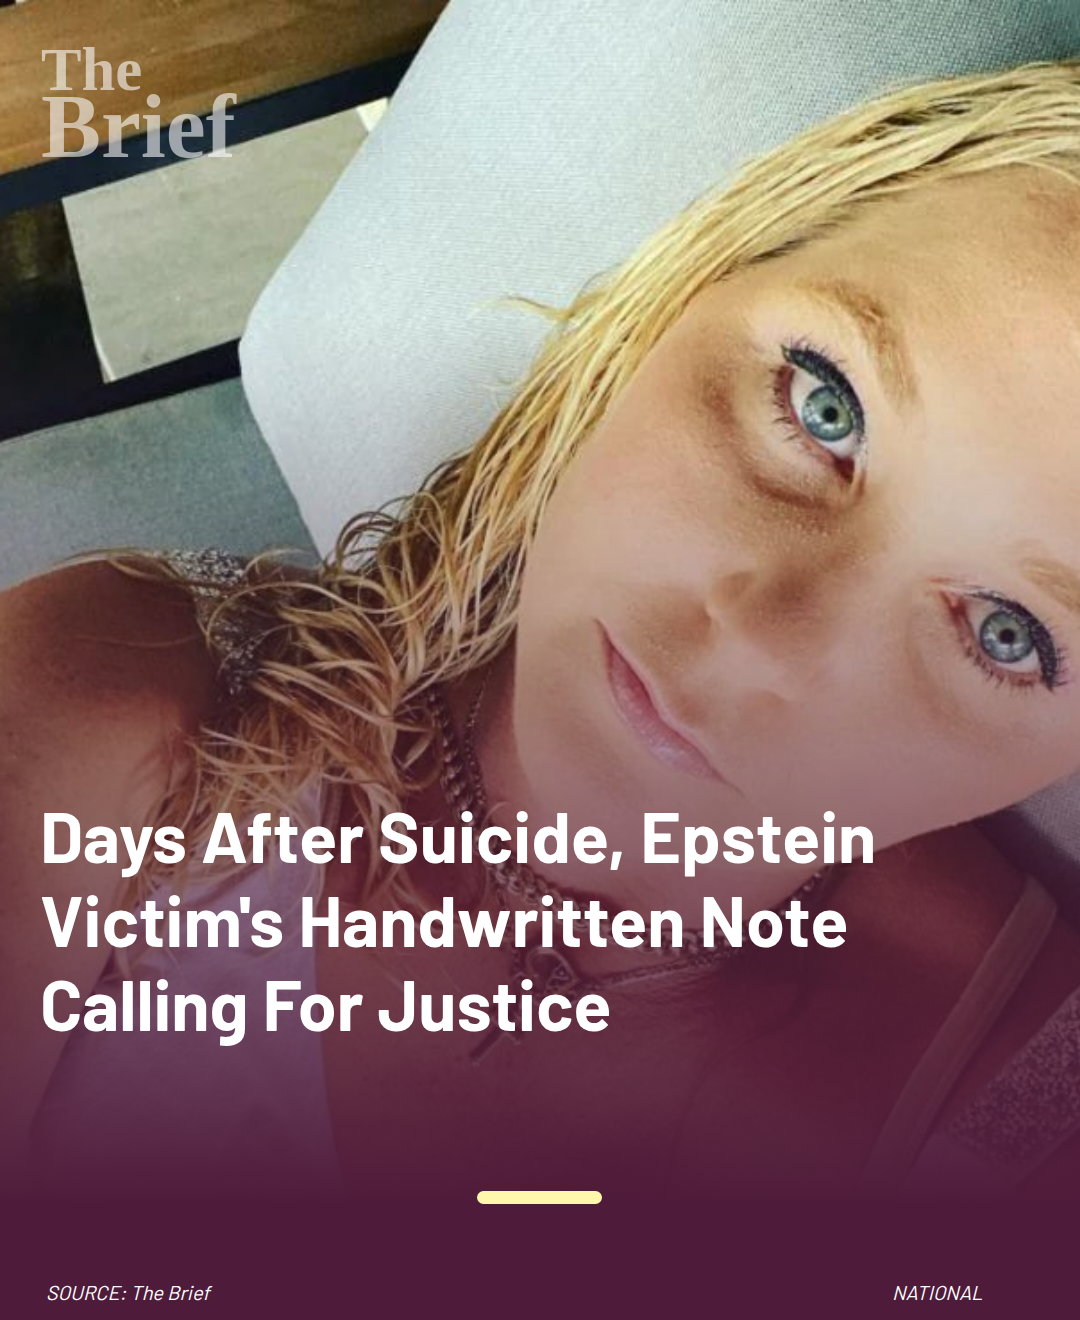 The
Brief
Days After Suicide, Epstein
Victim's Handwritten Note
Calling For Justice
SOURCE: The Brief
NATIONAL